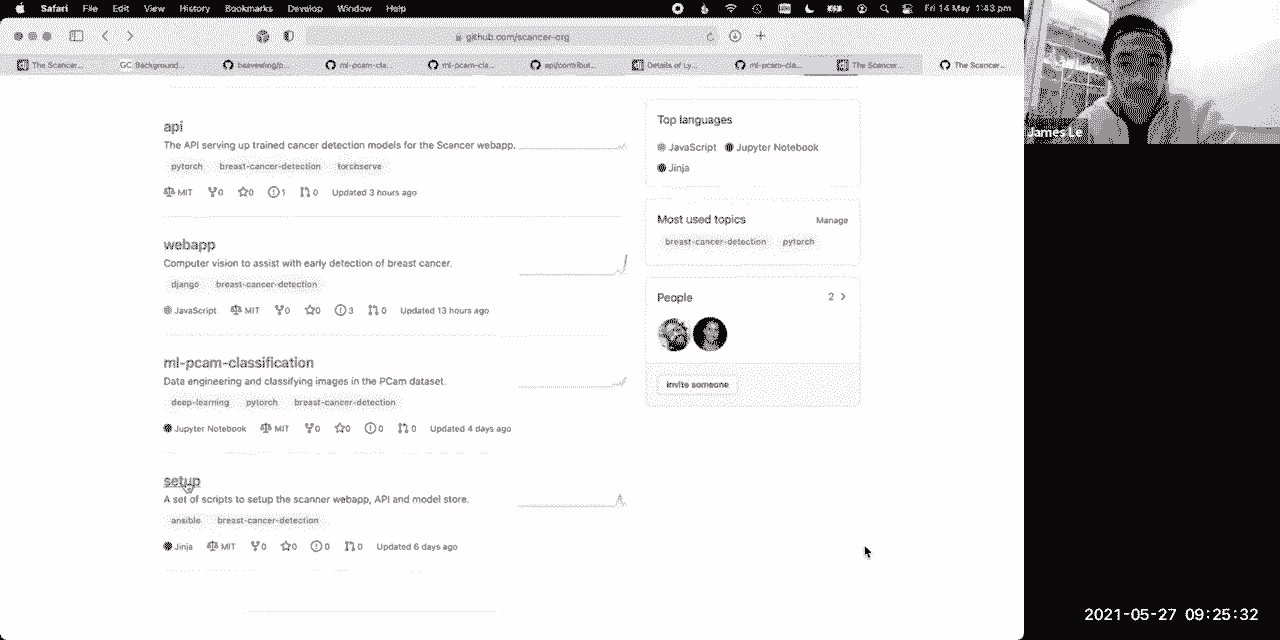 Safari File Edit View History Bookmarks Develop Window Help Fri 14 May 1:43 pm
github.com/scancer-org
The Scancer... Background... ml-pcam-cla... ml-pcam-cla... api/contribut... Details of Ly... ml-pcam-cla... The Scancer... The Scancer...
api
The API serving up trained cancer detection models for the Scancer webapp.
pytorch breast-cancer-detection torchserve
MIT 0 0 1 0 Updated 3 hours ago
webapp
Computer vision to assist with early detection of breast cancer.
django breast-cancer-detection
JavaScript MIT 0 0 3 0 Updated 13 hours ago
ml-pcam-classification
Data engineering and classifying images in the PCam dataset.
deep-learning pytorch breast-cancer-detection
Jupyter Notebook MIT 0 0 0 0 Updated 4 days ago
setup
A set of scripts to setup the scanner webapp, API and model store.
ansible breast-cancer-detection
Jinja MIT 0 0 0 0 Updated 6 days ago
Top languages
JavaScript Jupyter Notebook
Jinja
Most used topics Manage
breast-cancer-detection pytorch
People 2
Invite someone
James Le
2021-05-27 09:25:32